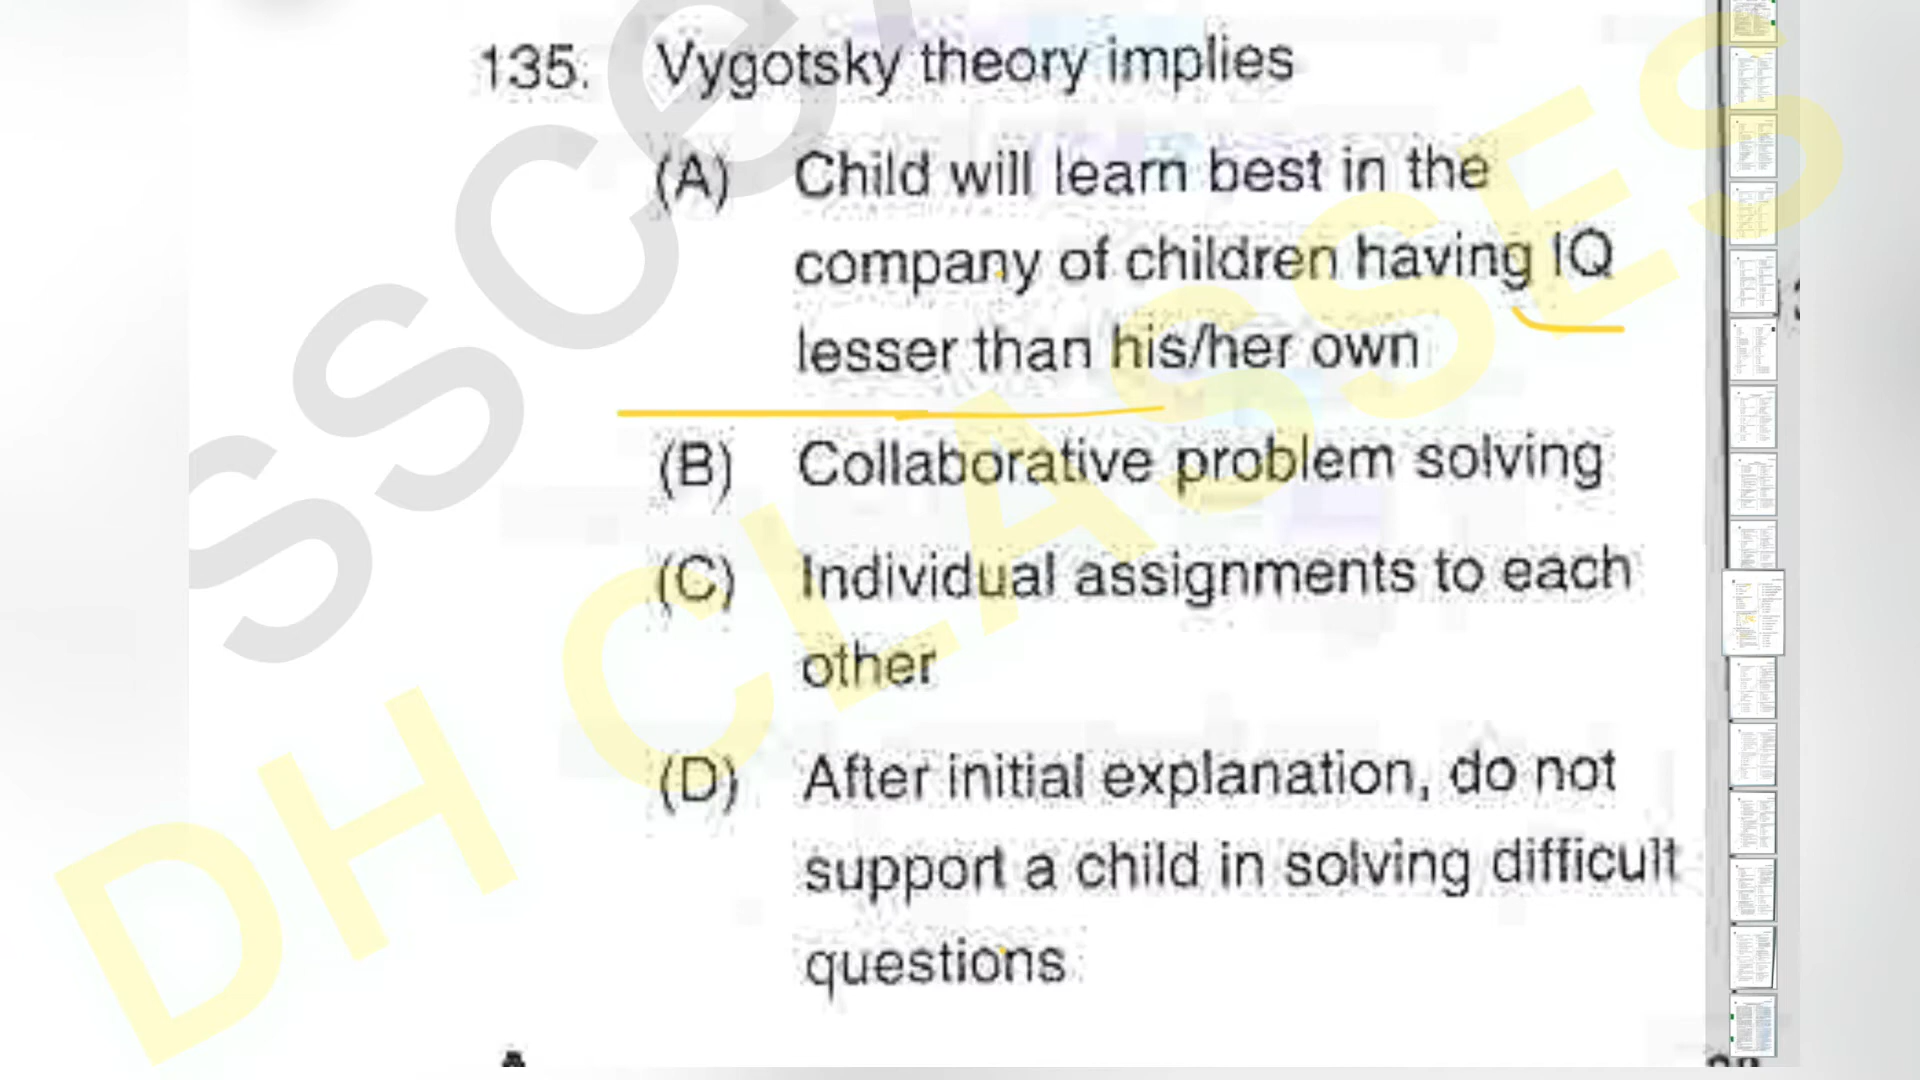 135. Vygotsky theory implies
(A) Child will learn best in the
company of children having IQ
lesser than his/her own
(B) Collaborative problem solving
(C) Individual assignments to each
other
(D) After initial explanation, do not
support a child in solving difficult
questions
DH CLASSES